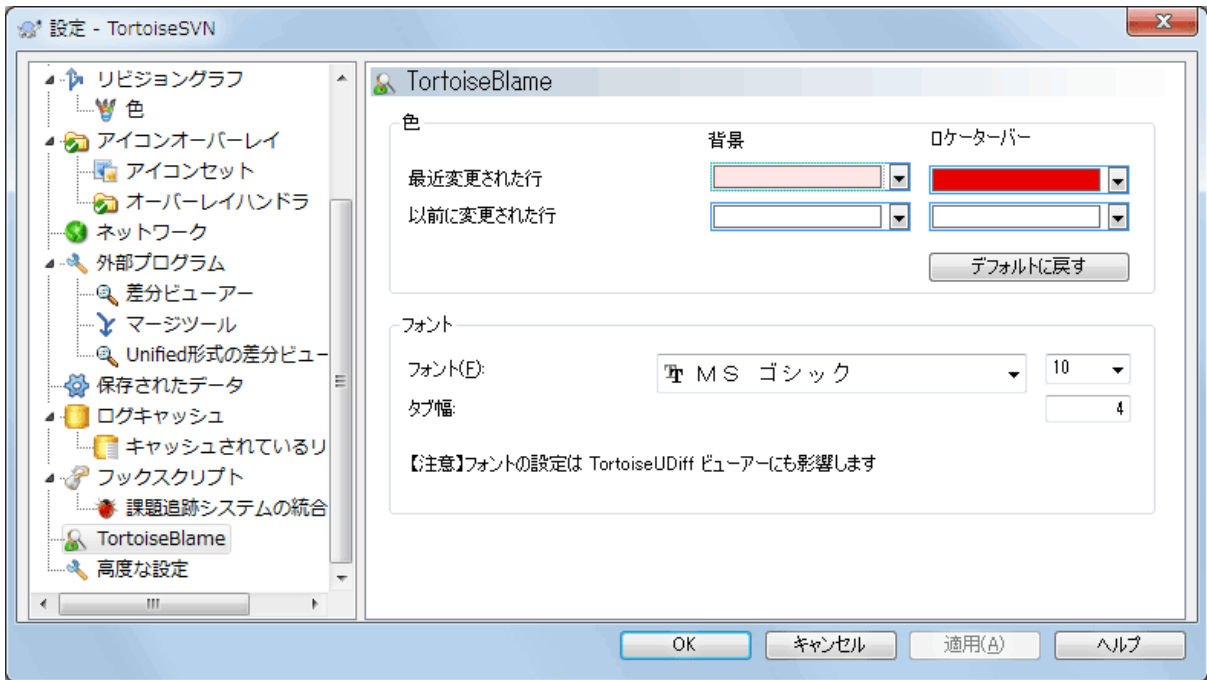 設定 - TortoiseSVN
リビジョングラフ
色
アイコンオーバーレイ
アイコンセット
オーバーレイハンドラ
ネットワーク
外部プログラム
差分ビューアー
マージツール
Unified形式の差分ビュー
保存されたデータ
ログキャッシュ
キャッシュされているリ
フックスクリプト
課題追跡システムの統合
TortoiseBlame
高度な設定
TortoiseBlame
色
背景 ロケーターバー
最近変更された行
以前に変更された行
デフォルトに戻す
フォント
フォント(F): MS ゴシック 10
タブ幅: 4
【注意】フォントの設定は TortoiseUDiff ビューアーにも影響します
OK キャンセル 適用(A) ヘルプ